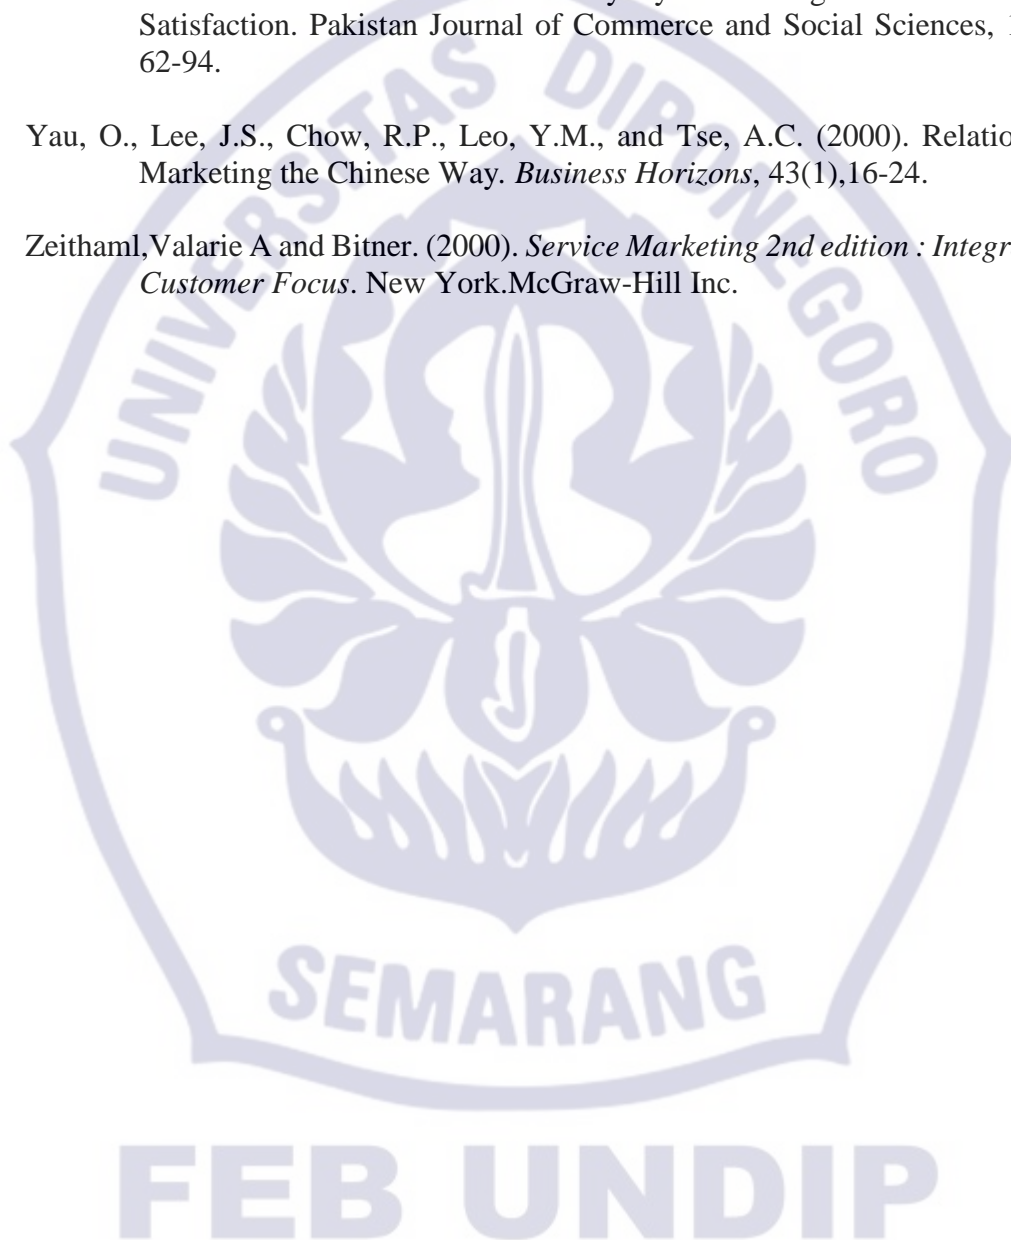 Satisfaction. Pakistan Journal of Commerce and Social Sciences,
62-94.
Yau, O., Lee, J.S., Chow, R.P., Leo, Y.M., and Tse, A.C. (2000).
Marketing the Chinese Way. Business Horizons, 43(1),16-24.
Zeithaml,Valarie A and Bitner. (2000). Service Marketing 2nd edition :
Customer Focus. New York.McGraw-Hill Inc.
UNIVERSITAS DIPONEGORO
SEMARANG
FEB UNDIP